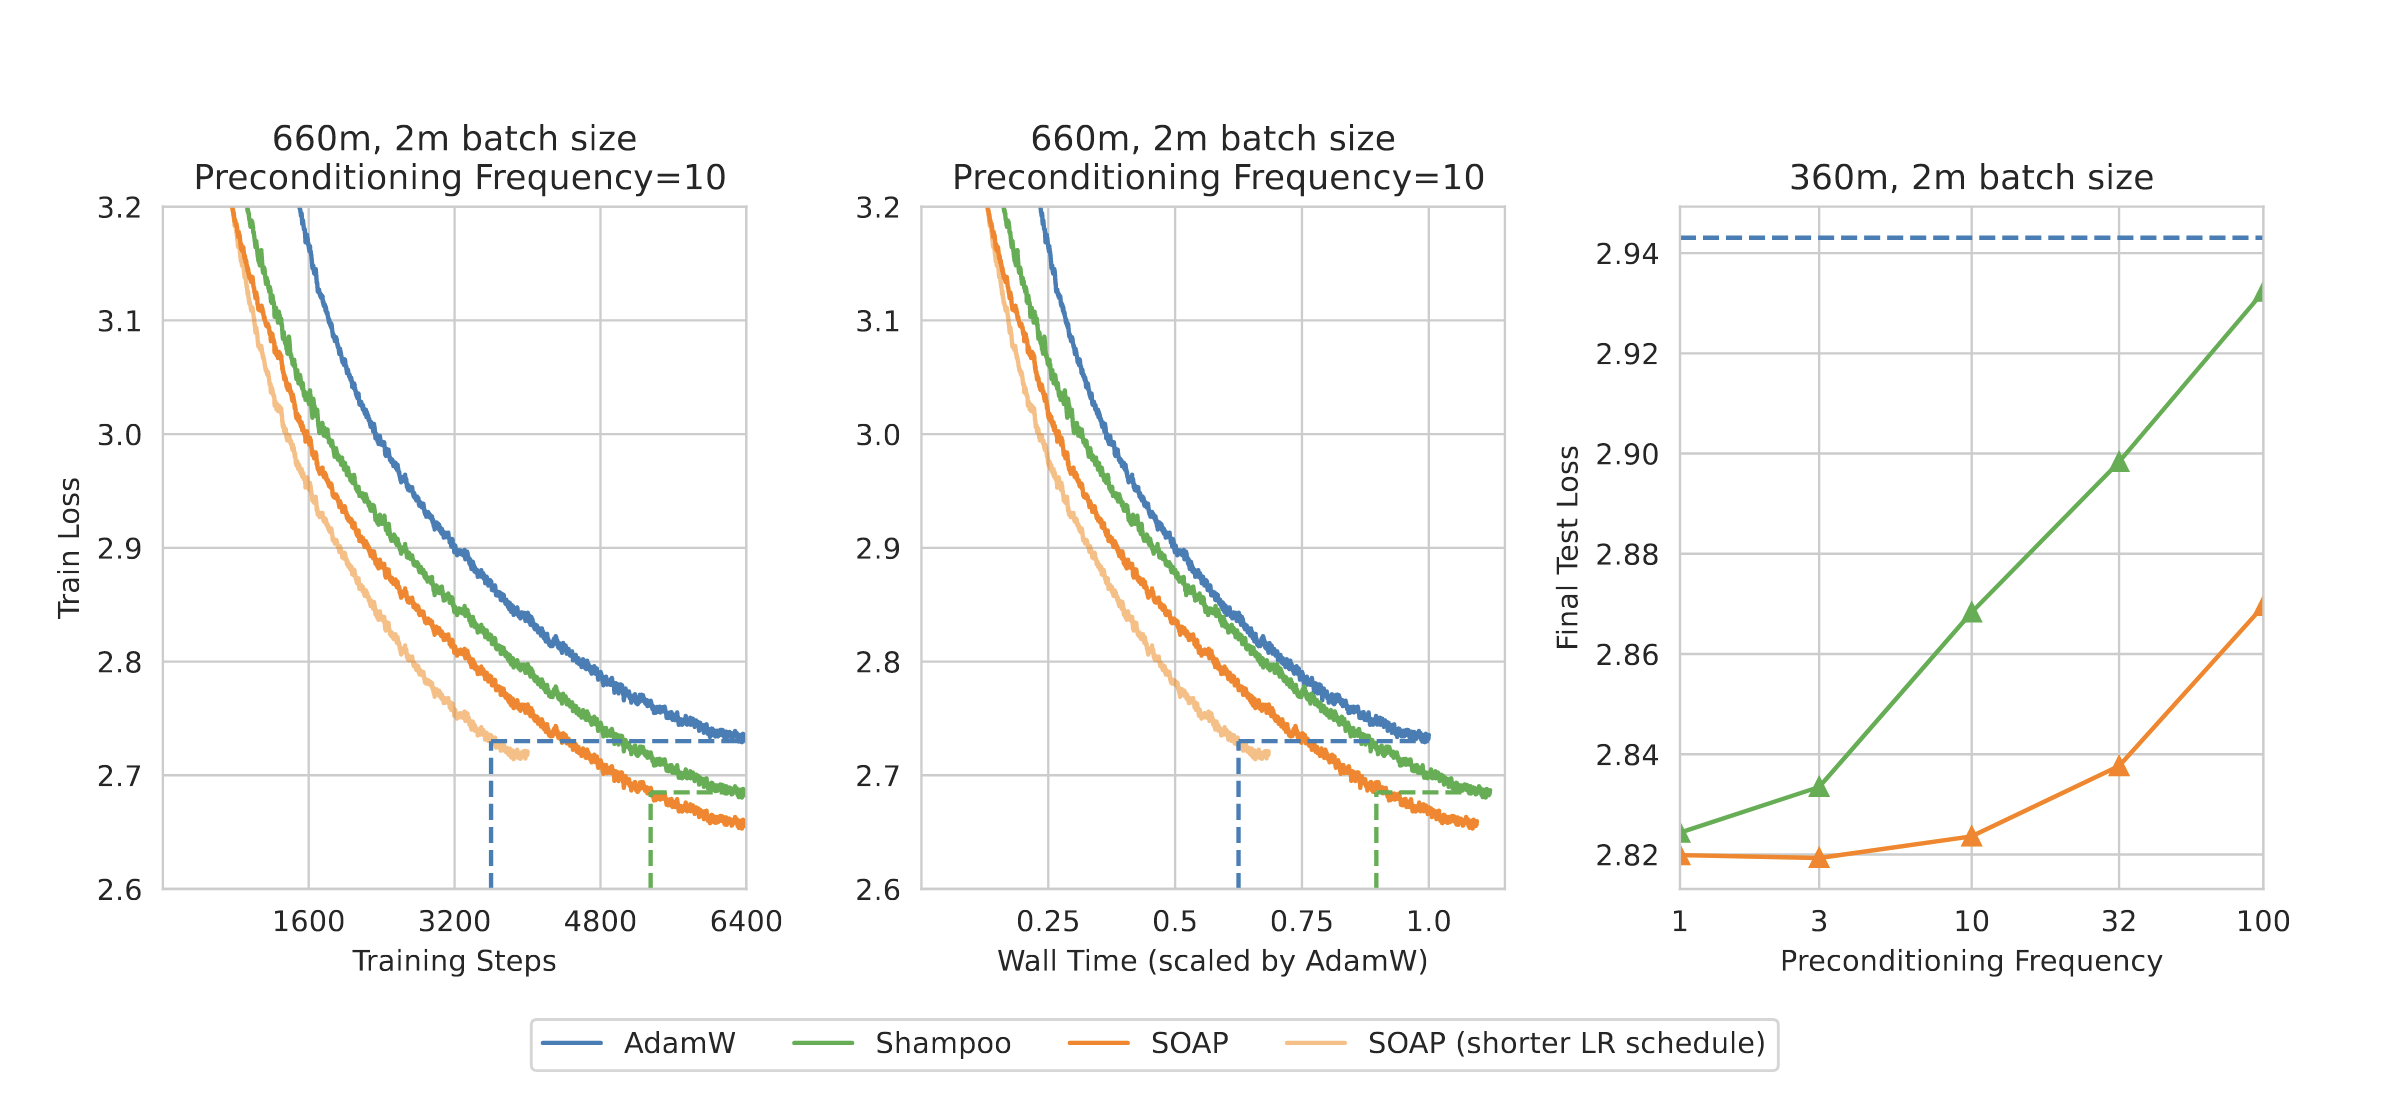 660m, 2m batch size
Preconditioning Frequency=10
3.2
3.1
3.0
2.9
2.8
2.7
2.6
Train Loss
1600 3200 4800 6400
Training Steps
660m, 2m batch size
Preconditioning Frequency=10
3.2
3.1
3.0
2.9
2.8
2.7
2.6
0.25 0.5 0.75 1.0
Wall Time (scaled by AdamW)
360m, 2m batch size
2.94
2.92
2.90
2.88
2.86
2.84
2.82
Final Test Loss
1 3 10 32 100
Preconditioning Frequency
AdamW Shampoo SOAP SOAP (shorter LR schedule)